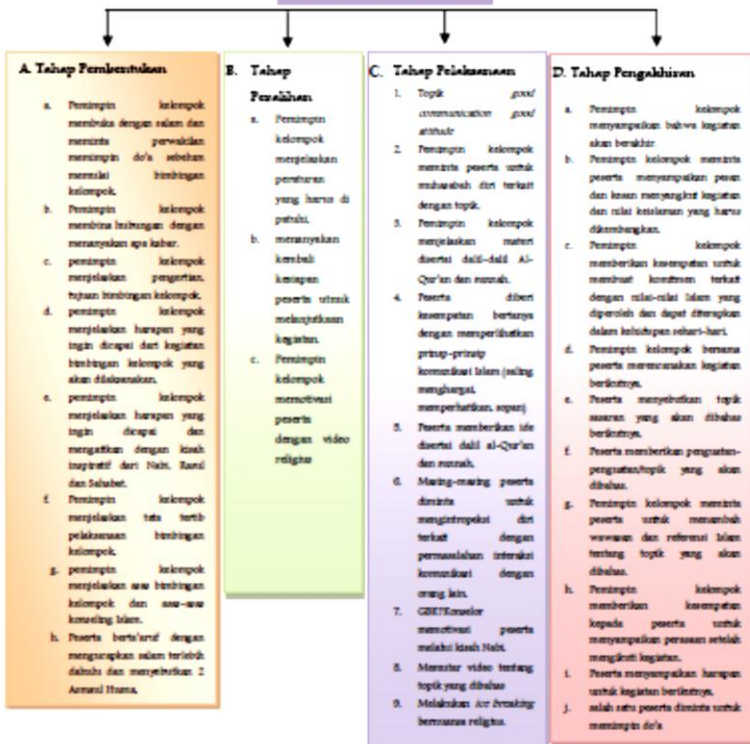 A. Tahap Pembentukan
a. Pemimpin kelompok
membuka dengan salam dan
meminta perwakilan
memimpin do'a sebelum
memulai bimbingan
kelompok.
b. Pemimpin kelompok
membina hubungan dengan
menanyakan apa kabar.
c. pemimpin kelompok
menjelaskan pengertian,
tujuan bimbingan kelompok.
d. pemimpin kelompok
menjelaskan harapan yang
ingin dicapai dari kegiatan
bimbingan kelompok yang
akan dilaksanakan.
e. pemimpin kelompok
menjelaskan harapan yang
ingin dicapai dan
mengaitkan dengan kisah
inspiratif dari Nabi, Rasul
dan Sahabat.
f. Pemimpin kelompok
menjelaskan tata tertib
pelaksanaan bimbingan
kelompok.
g. pemimpin kelompok
menjelaskan asas bimbingan
kelompok dan asas-asas
konseling Islam.
h. Peserta berta'aruf dengan
mengucapkan salam terlebih
dahulu dan menyebutkan 2
Asmaul Husna.
B. Tahap
Peralihan
a. Pemimpin
kelompok
menjelaskan
peraturan
yang harus di
patuhi.
b. menanyakan
kembali
kesiapan
peserta untuk
melanjutkan
kegiatan.
c. Pemimpin
kelompok
memotivasi
peserta
dengan video
religius
C. Tahap Pelaksanaan
1. Topik good
communication good
attitude
2. Pemimpin kelompok
meminta peserta untuk
muhasabah diri terkait
dengan topik.
3. Pemimpin kelompok
menjelaskan materi
disertai dalil-dalil Al-
Qur'an dan sunnah.
4. Peserta diberi
kesempatan bertanya
dengan memperlihatkan
prinsip-prinsip
komunikasi Islam (saling
menghargai,
memperhatikan, sopan)
5. Peserta memberikan ide
disertai dalil al-Qur'an
dan sunnah.
6. Masing-masing peserta
diminta untuk
mengintropeksi diri
terkait dengan
permasalahan interaksi
komunikasi dengan
orang lain.
7. GBK/Konselor
memotivasi peserta
melalui kisah Nabi.
8. Memutar video tentang
topik yang dibahas
9. Melakukan ice breaking
bernuansa religius.
D. Tahap Pengakhiran
a. Pemimpin kelompok
menyampaikan bahwa kegiatan
akan berakhir.
b. Pemimpin kelompok meminta
peserta menyampaikan pesan
dan kesan menyangkut kegiatan
dan nilai keislaman yang harus
dikembangkan.
c. Pemimpin kelompok
memberikan kesempatan untuk
membuat komitmen terkait
dengan nilai-nilai Islam yang
diperoleh dan dapat diterapkan
dalam kehidupan sehari-hari.
d. Pemimpin kelompok bersama
peserta merencanakan kegiatan
berikutnya.
e. Peserta menyebutkan topik
sasaran yang akan dibahas
berikutnya.
f. Peserta memberikan penguatan-
penguatan/topik yang akan
dibahas.
g. Pemimpin kelompok meminta
peserta untuk menambah
wawasan dan referensi Islam
tentang topik yang akan
dibahas.
h. Pemimpin kelompok
memberikan kesempatan
kepada peserta untuk
menyampaikan perasaan setelah
mengikuti kegiatan.
i. Peserta menyampaikan harapan
untuk kegiatan berikutnya.
j. salah satu peserta diminta untuk
memimpin do'a